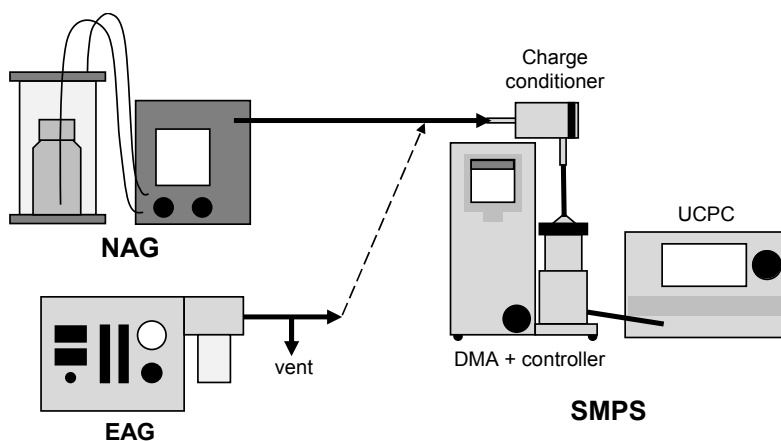 Charge
conditioner
UCPC
NAG
vent
DMA + controller
SMPS
EAG